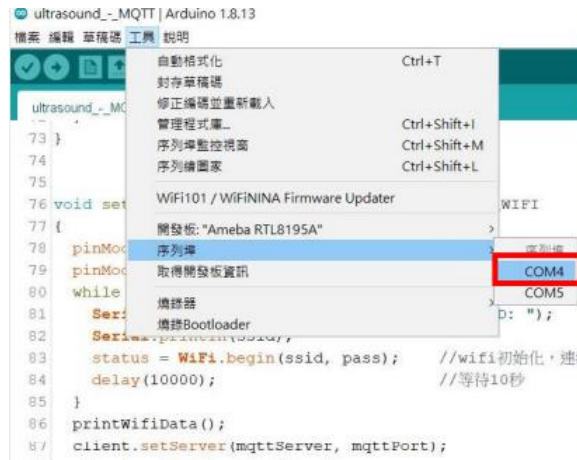 ultrasound_-_MQTT | Arduino 1.8.13
檔案 編輯 草稿碼 工具 說明
自動格式化 Ctrl+T
封存草稿碼
修正編碼並重新載入
管理程式庫... Ctrl+Shift+I
序列埠監控視窗 Ctrl+Shift+M
序列繪圖家 Ctrl+Shift+L
WiFi101 / WiFiNINA Firmware Updater
開發板: "Ameba RTL8195A"
序列埠
取得開發板資訊
燒錄器
燒錄Bootloader
序列埠
COM4
COM5
ultrasound_-_MQ
73 }
74
75
76 void set WIFI
77 {
78 pinMod
79 pinMod
80 while
81 Seri D: ");
82 Serial.println(ssid);
83 status = WiFi.begin(ssid, pass); //wifi初始化，連
84 delay(10000); //等待10秒
85 }
86 printWifiData();
87 client.setServer(mqttServer, mqttPort);